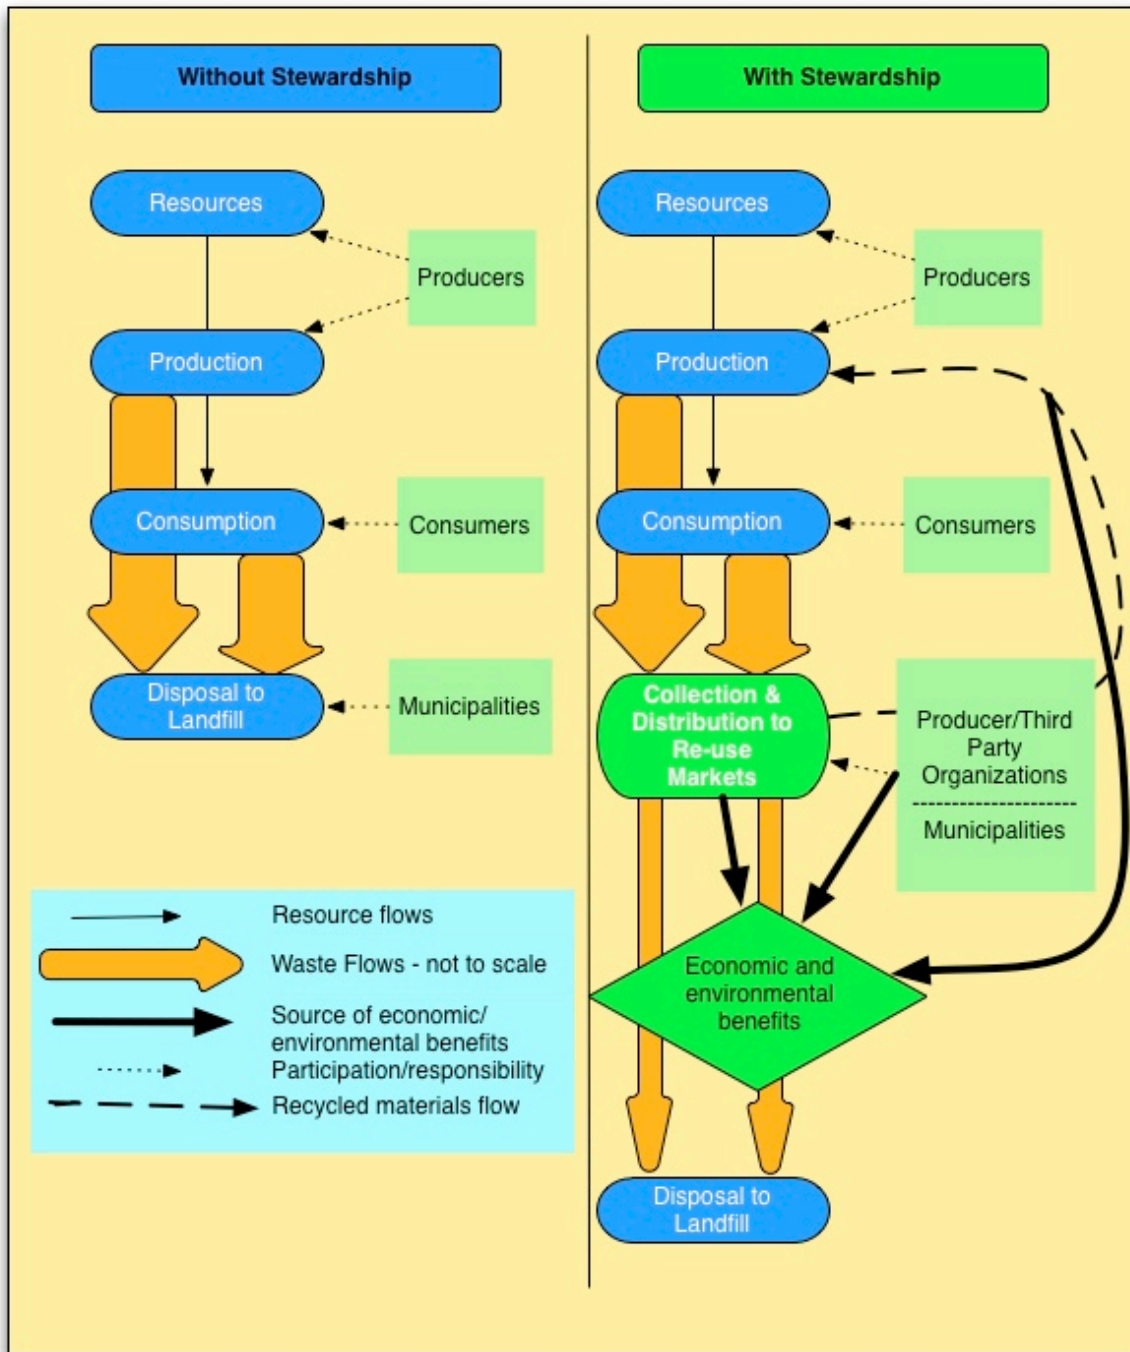 Without Stewardship
Resources
Producers
Production
Consumption
Consumers
Disposal to
Landfill
Municipalities
Resource flows
Waste Flows - not to scale
Source of economic/
environmental benefits
Participation/responsibility
Recycled materials flow
With Stewardship
Resources
Producers
Production
Consumption
Consumers
Collection &
Distribution to
Re-use
Markets
Producer/Third
Party
Organizations
----------------------
Municipalities
Economic and
environmental
benefits
Disposal to
Landfill